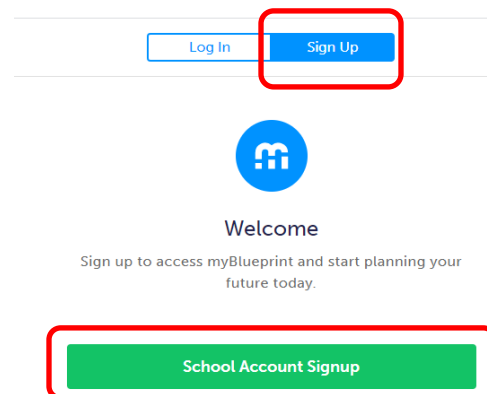 Log In Sign Up
Welcome
Sign up to access myBlueprint and start planning your
future today.
School Account Signup